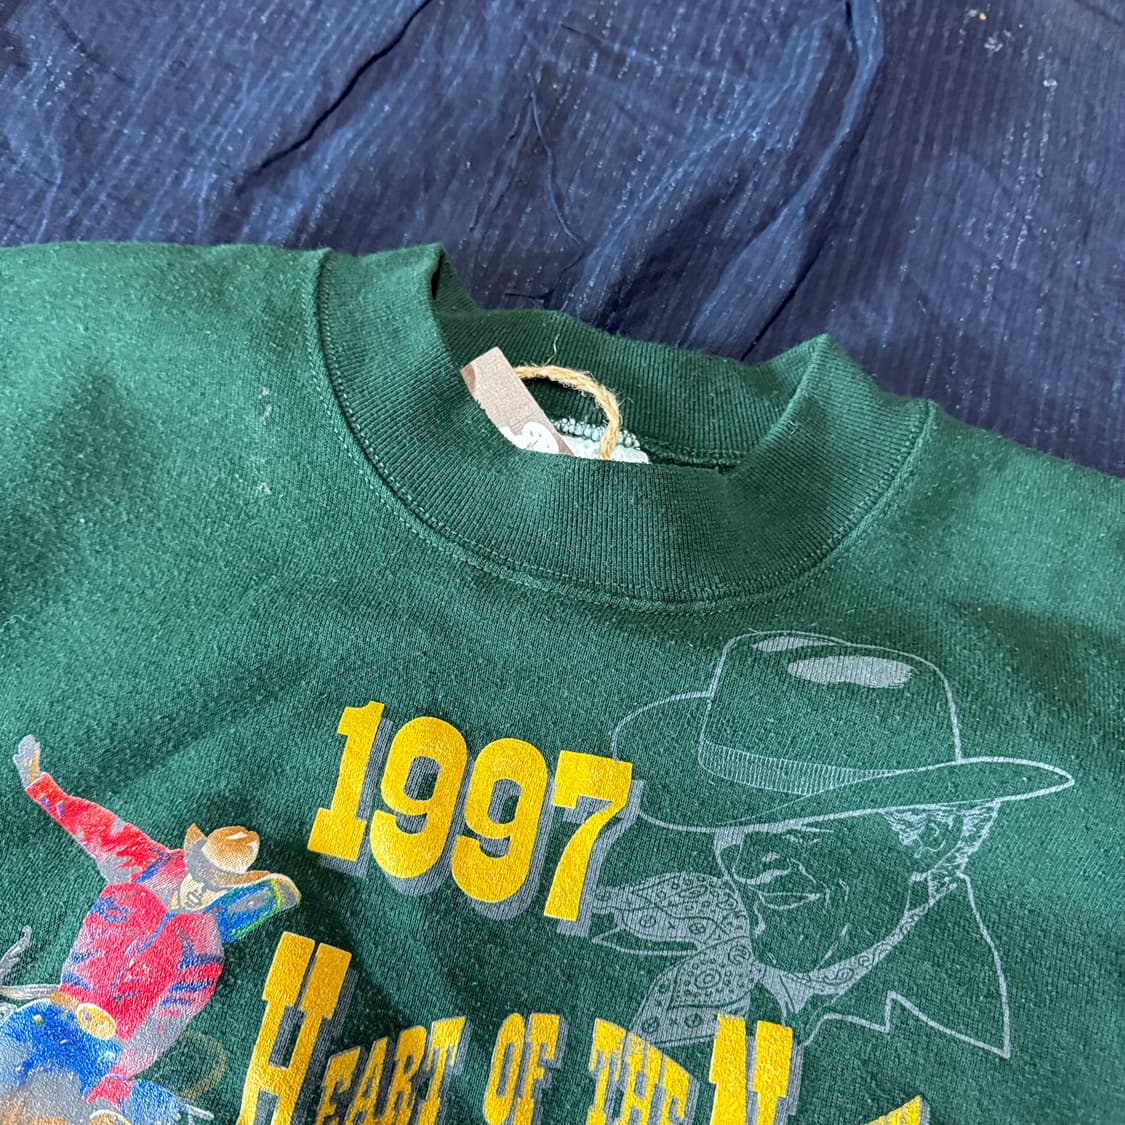 1997
HEART OF THE N